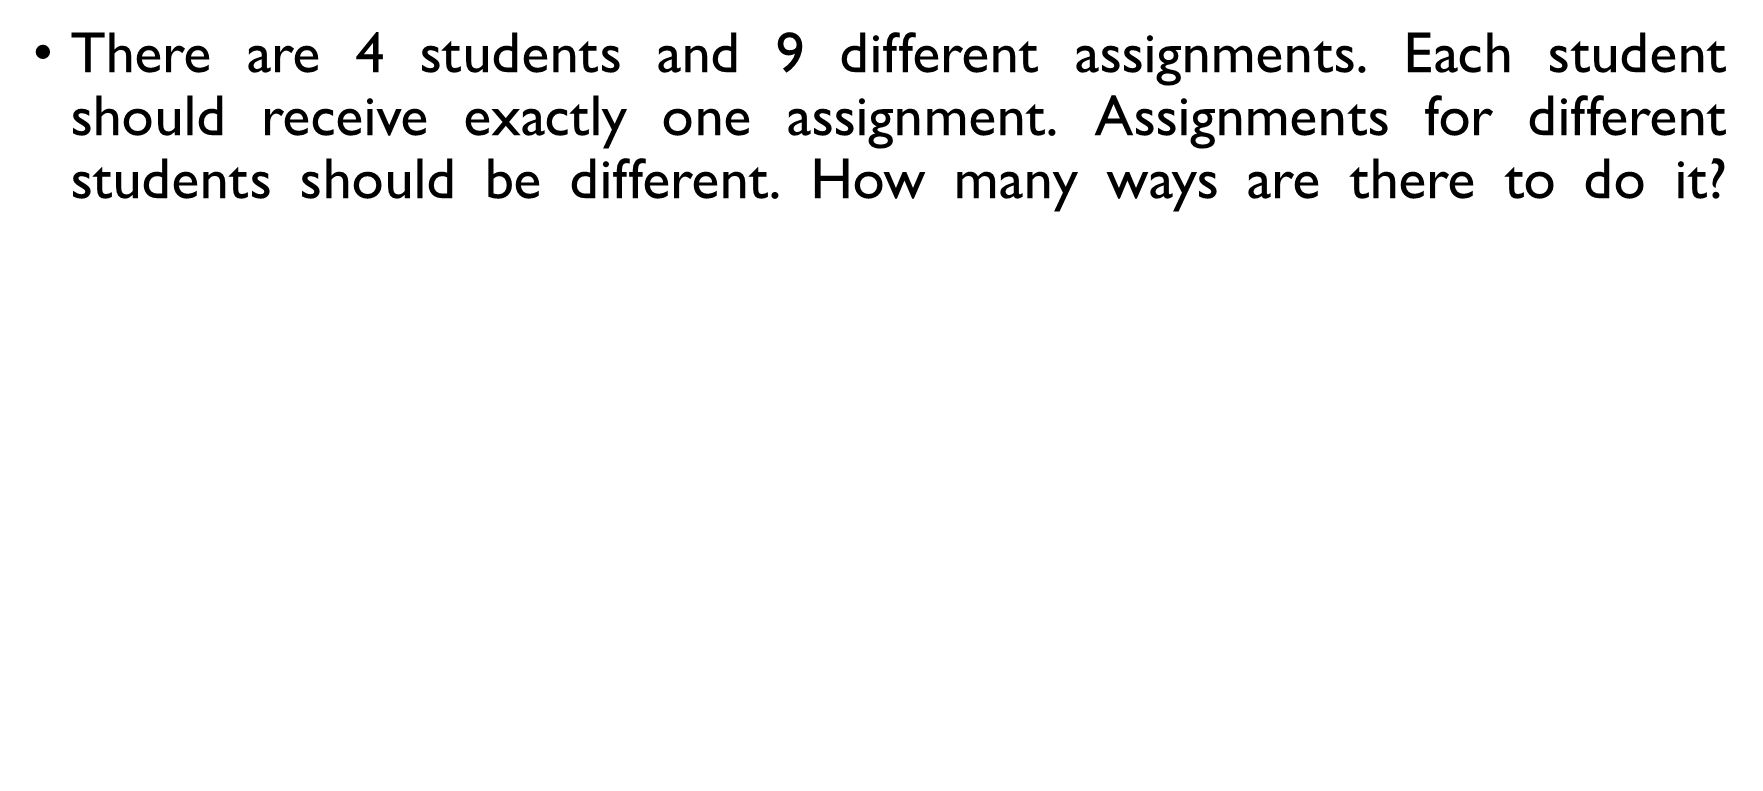 • There are 4 students and 9 different assignments. Each student
should receive exactly one assignment. Assignments for different
students should be different. How many ways are there to do it?